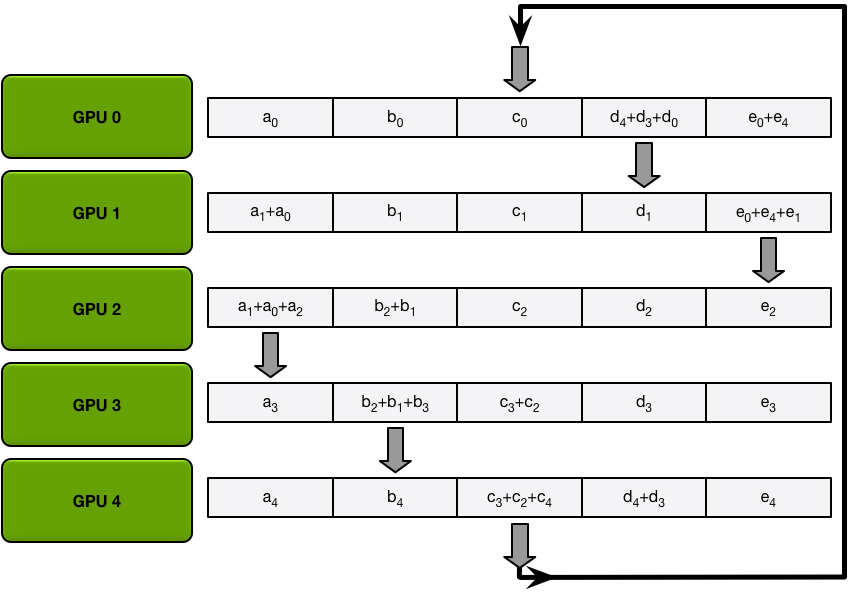 GPU 0 a₀ b₀ c₀ d₄+d₃+d₀ e₀+e₄
GPU 1 a₁+a₀ b₁ c₁ d₁ e₀+e₄+e₁
GPU 2 a₁+a₀+a₂ b₂+b₁ c₂ d₂ e₂
GPU 3 a₃ b₂+b₁+b₃ c₃+c₂ d₃ e₃
GPU 4 a₄ b₄ c₃+c₂+c₄ d₄+d₃ e₄